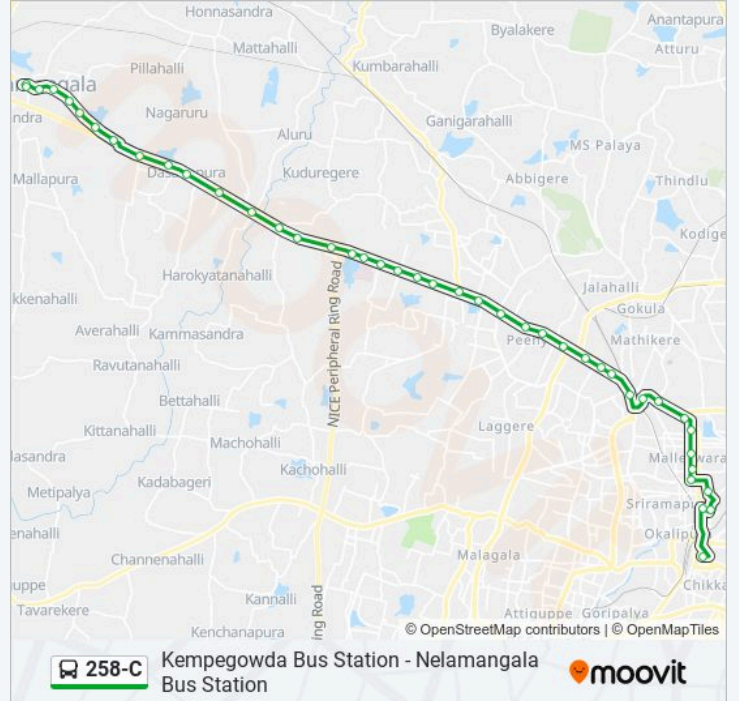 Honnasandra
Anantapura
Byalakere
Atturu
Mattahalli
Pillahalli
Kumbarahalli
Nagaruru
Ganigarahalli
Aluru
MS Palaya
Mallapura
Kuduregere
Abbigere
Thindlu
Harokyatanahalli
Jalahalli
Gokula
Averahalli
Kammasandra
Mathikere
Ravutanahalli
NICE Peripheral Ring Road
Bettahalli
Laggere
Kittanahalli
Machohalli
Kachohalli
Kadabageri
Metipalya
Channenahalli
Malagala
Tavarekere
Kannalli
Kenchanapura
Attiguppe
Goripalya
© OpenStreetMap contributors | © OpenMapTiles
258-C
Kempegowda Bus Station - Nelamangala
Bus Station
moovit